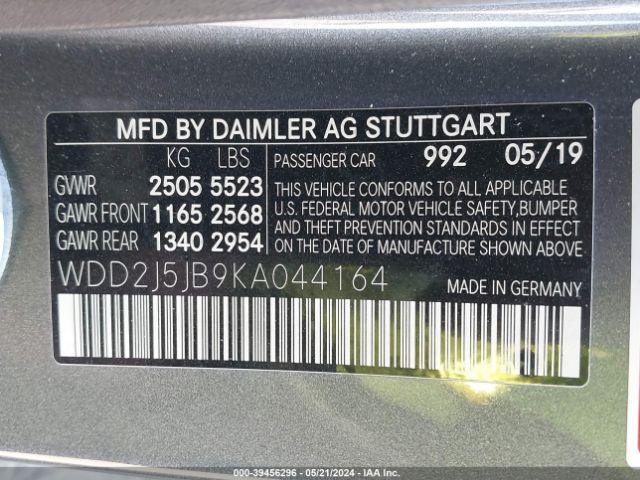 MFD BY DAIMLER AG STUTTGART
KG LBS
GVWR 2505 5523
GAWR FRONT 1165 2568
GAWR REAR 1340 2954
PASSENGER CAR 992 05/19
THIS VEHICLE CONFORMS TO ALL APPLICABLE
U.S. FEDERAL MOTOR VEHICLE SAFETY,BUMPER
AND THEFT PREVENTION STANDARDS IN EFFECT
ON THE DATE OF MANUFACTURE SHOWN ABOVE.
WDD2J5JB9KA044164
MADE IN GERMANY
000-39456296 - 05/21/2024 - IAA Inc.